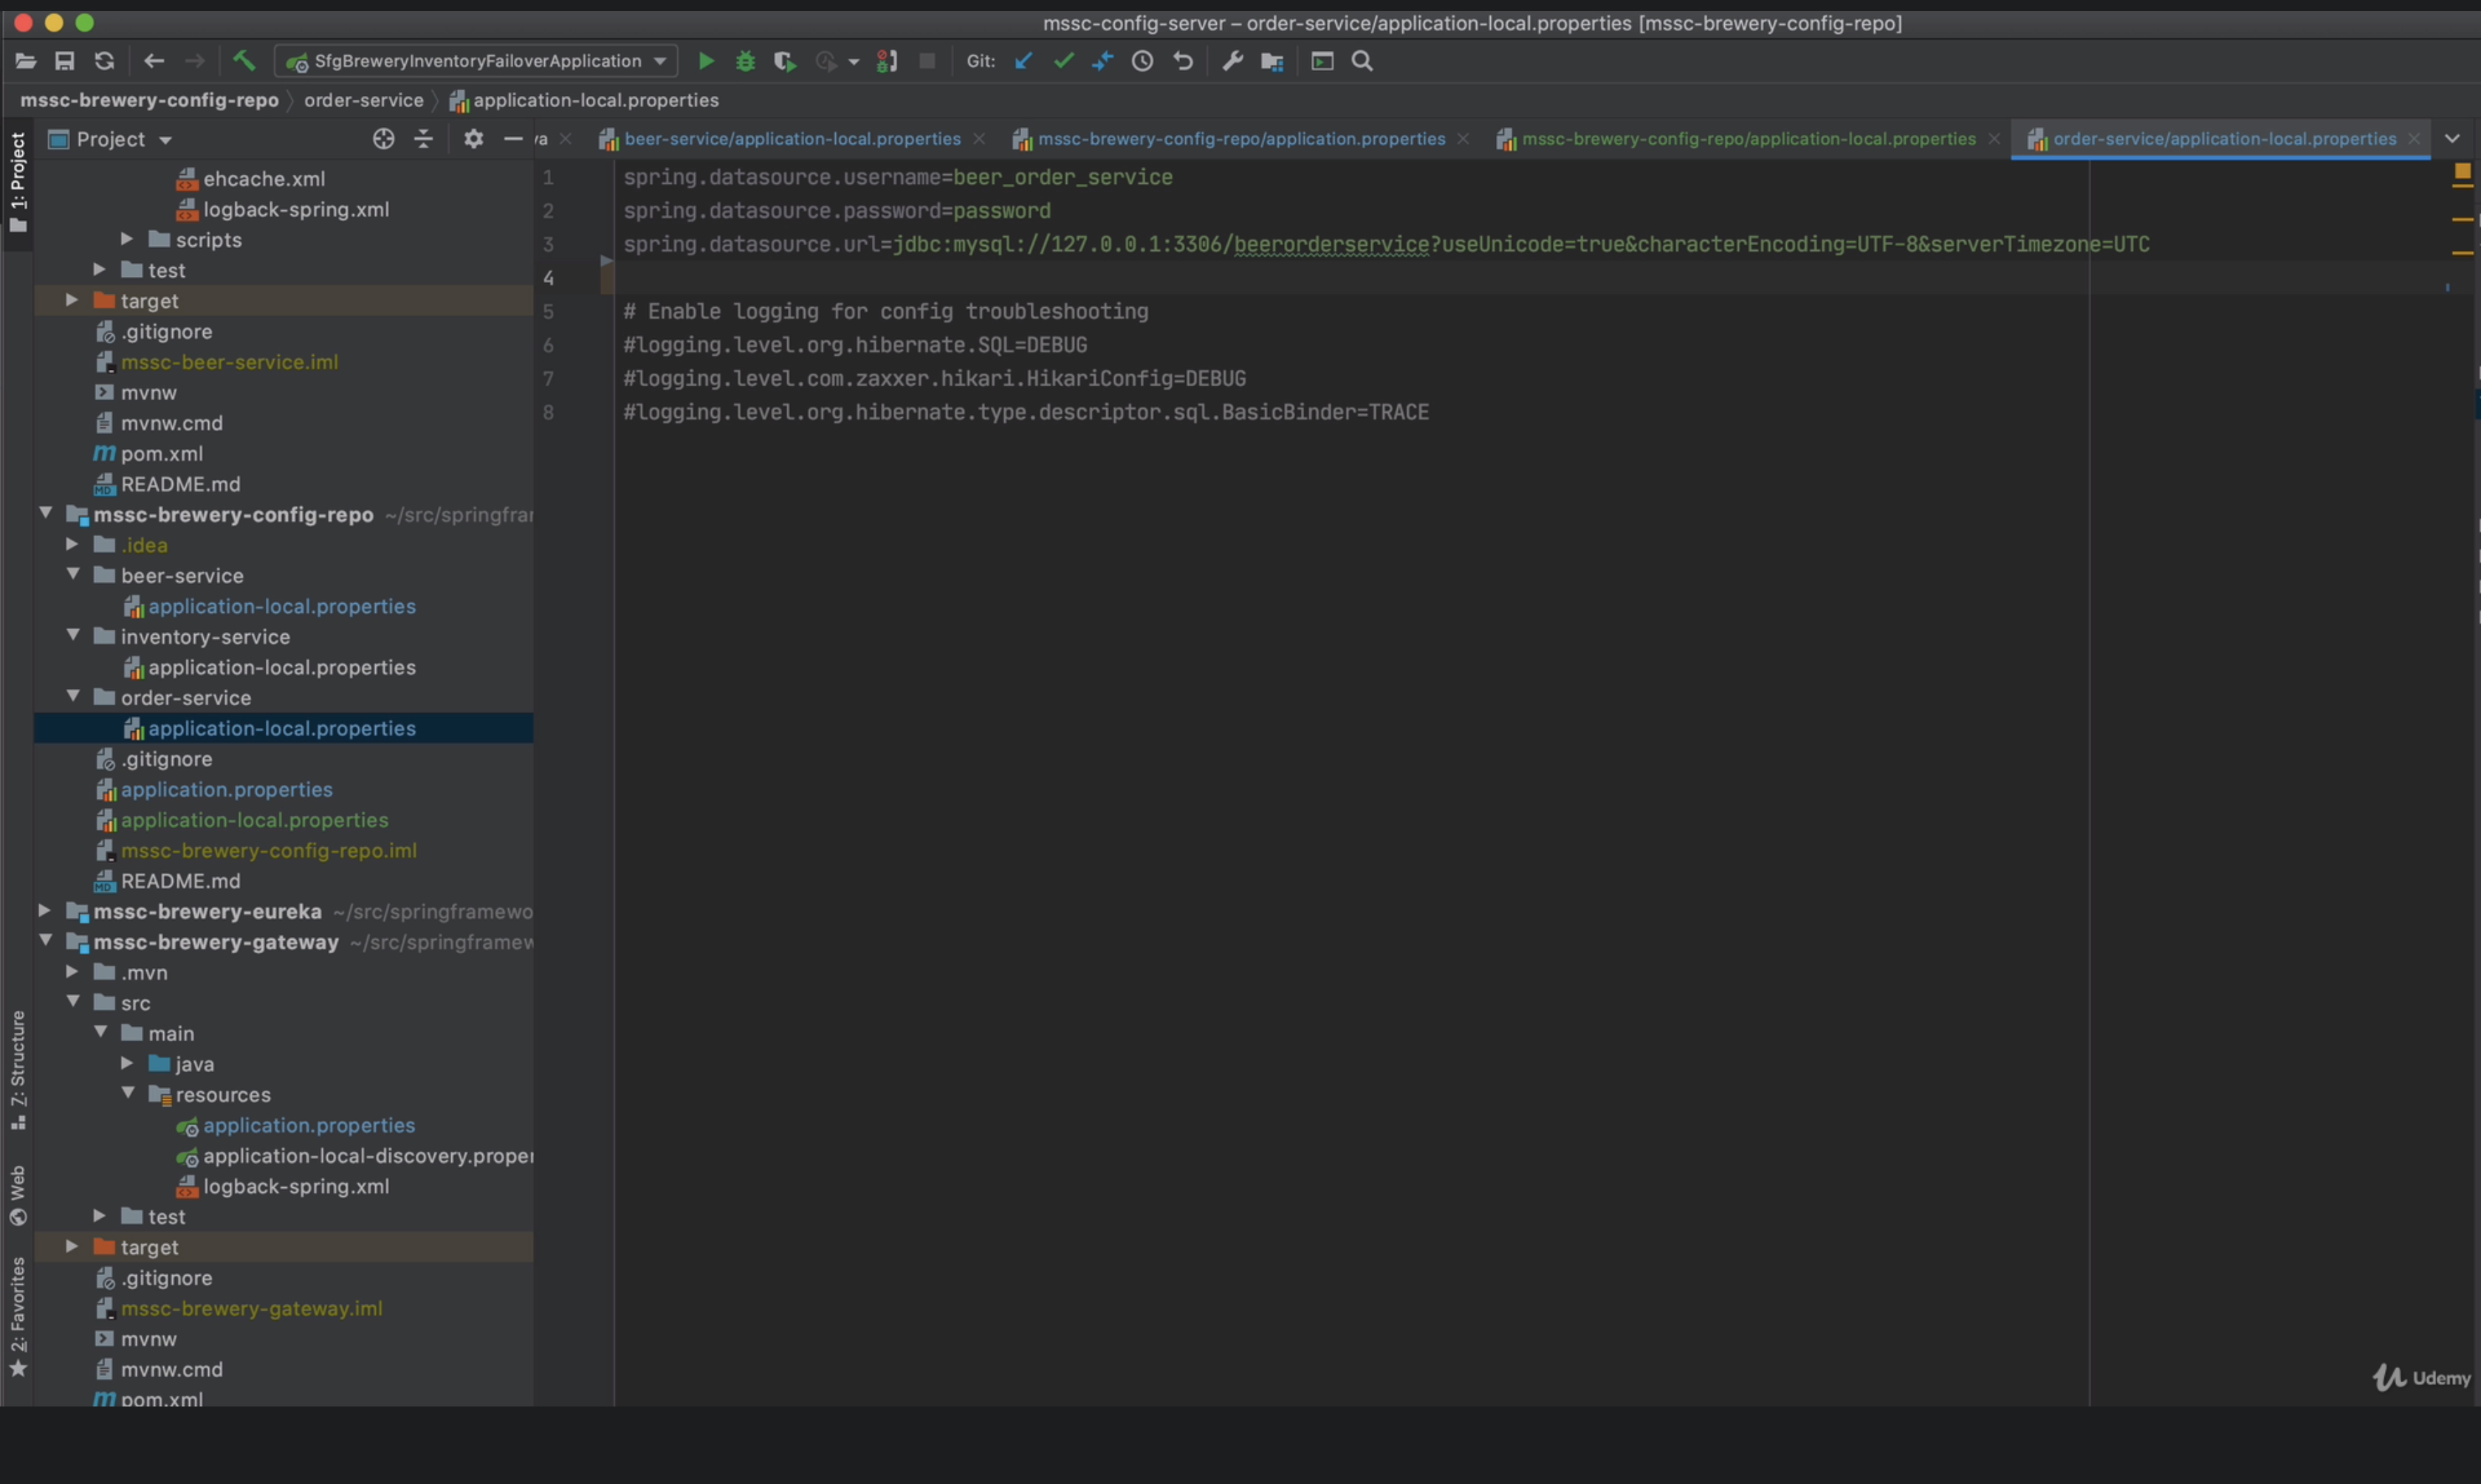 mssc-config-server – order-service/application-local.properties [mssc-brewery-config-repo]
SfgBreweryInventoryFailoverApplication
Git:
mssc-brewery-config-repo
order-service
application-local.properties
1: Project
Project
va
beer-service/application-local.properties
mssc-brewery-config-repo/application.properties
mssc-brewery-config-repo/application-local.properties
order-service/application-local.properties
ehcache.xml
logback-spring.xml
scripts
test
target
.gitignore
mssc-beer-service.iml
mvnw
mvnw.cmd
pom.xml
MD README.md
mssc-brewery-config-repo ~/src/springfran
.idea
beer-service
application-local.properties
inventory-service
application-local.properties
order-service
application-local.properties
.gitignore
application.properties
application-local.properties
mssc-brewery-config-repo.iml
MD README.md
mssc-brewery-eureka ~/src/springframewo
mssc-brewery-gateway ~/src/springframew
.mvn
src
main
java
resources
application.properties
application-local-discovery.proper
logback-spring.xml
test
target
.gitignore
mssc-brewery-gateway.iml
mvnw
mvnw.cmd
pom.xml
Z: Structure
Web
2: Favorites
1 spring.datasource.username=beer_order_service
2 spring.datasource.password=password
3 spring.datasource.url=jdbc:mysql://127.0.0.1:3306/beerorderservice?useUnicode=true&characterEncoding=UTF-8&serverTimezone=UTC
4
5 # Enable logging for config troubleshooting
6 #logging.level.org.hibernate.SQL=DEBUG
7 #logging.level.com.zaxxer.hikari.HikariConfig=DEBUG
8 #logging.level.org.hibernate.type.descriptor.sql.BasicBinder=TRACE
Udemy